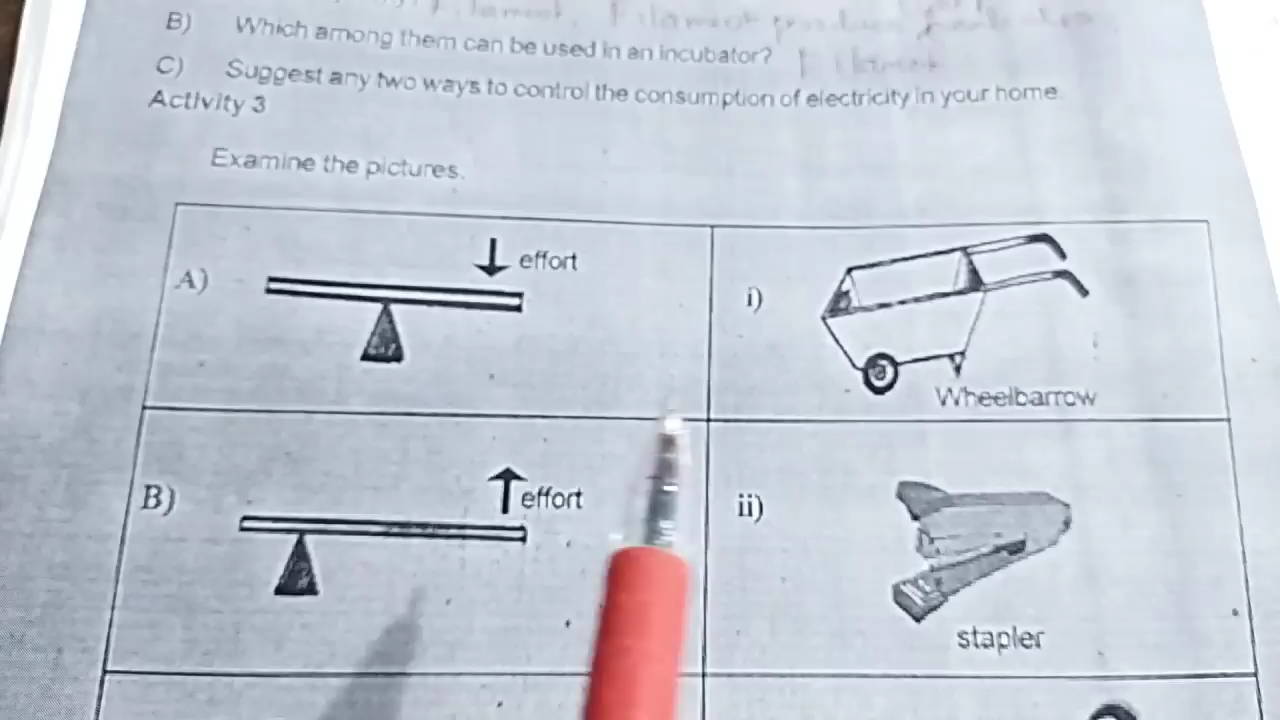 B) Which among them can be used in an incubator?
C) Suggest any two ways to control the consumption of electricity in your home.
Activity 3
Examine the pictures.
A)
effort
i)
Wheelbarrow
B)
effort
ii)
stapler